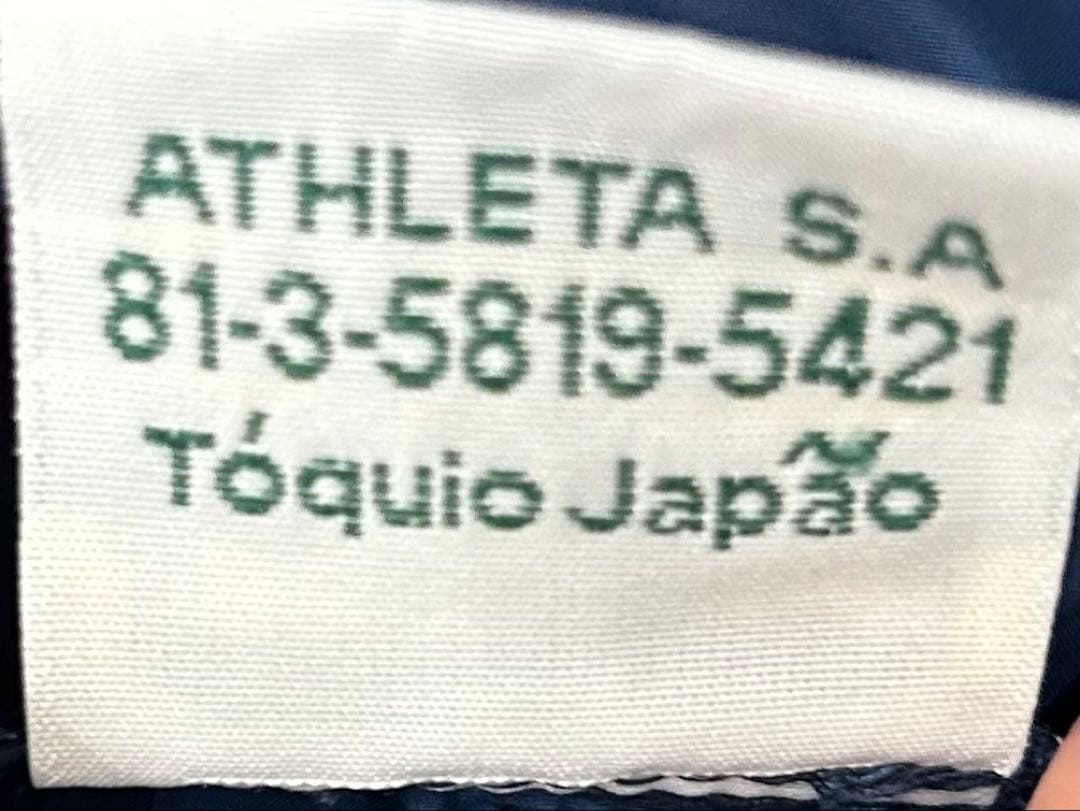 ATHLETA S.A
81-3-5819-5421
Tóquio Japão